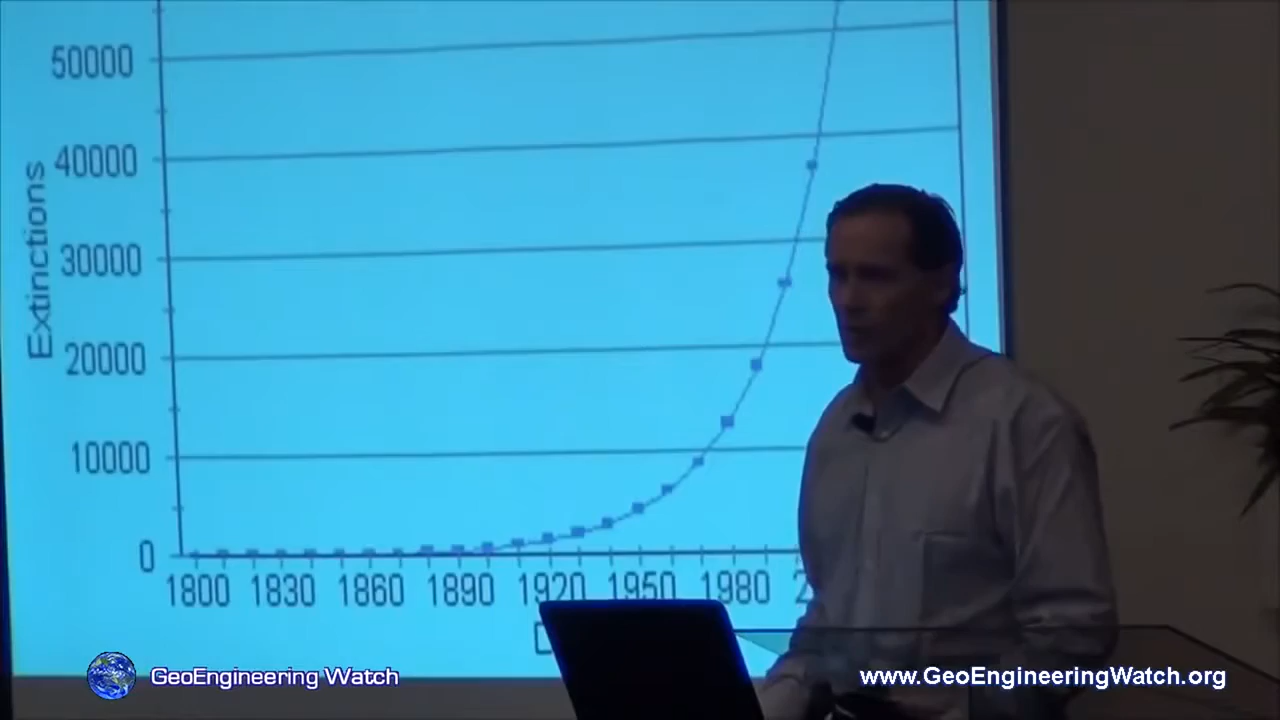 50000
40000
30000
20000
10000
0
Extinctions
1800 1830 1860 1890 1920 1950 1980
GeoEngineering Watch
www.GeoEngineeringWatch.org